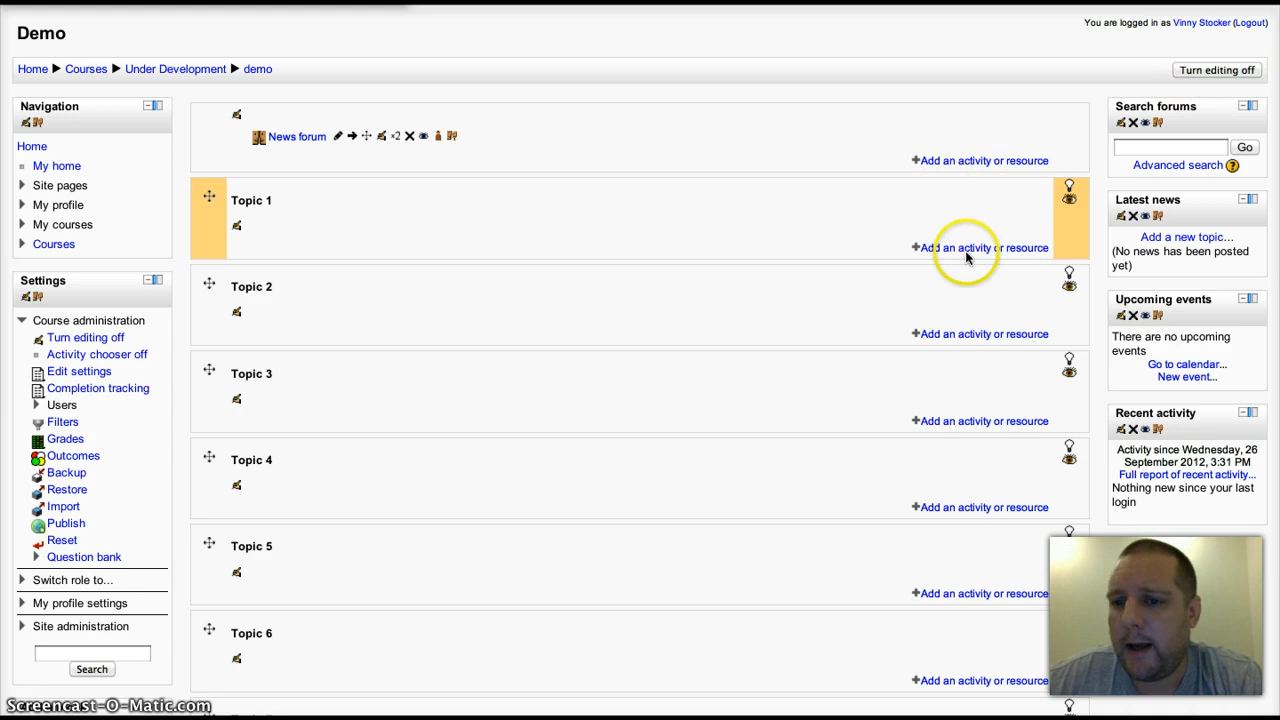 Demo
You are logged in as Vinny Stocker (Logout)
Home ► Courses ► Under Development ► demo
Turn editing off
Navigation
Home
My home
Site pages
My profile
My courses
Courses
Settings
Course administration
Turn editing off
Activity chooser off
Edit settings
Completion tracking
Users
Filters
Grades
Outcomes
Backup
Restore
Import
Publish
Reset
Question bank
Switch role to...
My profile settings
Site administration
Search
News forum
×2
Add an activity or resource
Topic 1
Add an activity or resource
Topic 2
Add an activity or resource
Topic 3
Add an activity or resource
Topic 4
Add an activity or resource
Topic 5
Add an activity or resource
Topic 6
Add an activity or resource
Search forums
Go
Advanced search ?
Latest news
Add a new topic...
(No news has been posted
yet)
Upcoming events
There are no upcoming
events
Go to calendar...
New event...
Recent activity
Activity since Wednesday, 26
September 2012, 3:31 PM
Full report of recent activity...
Nothing new since your last
login
Screencast-O-Matic.com